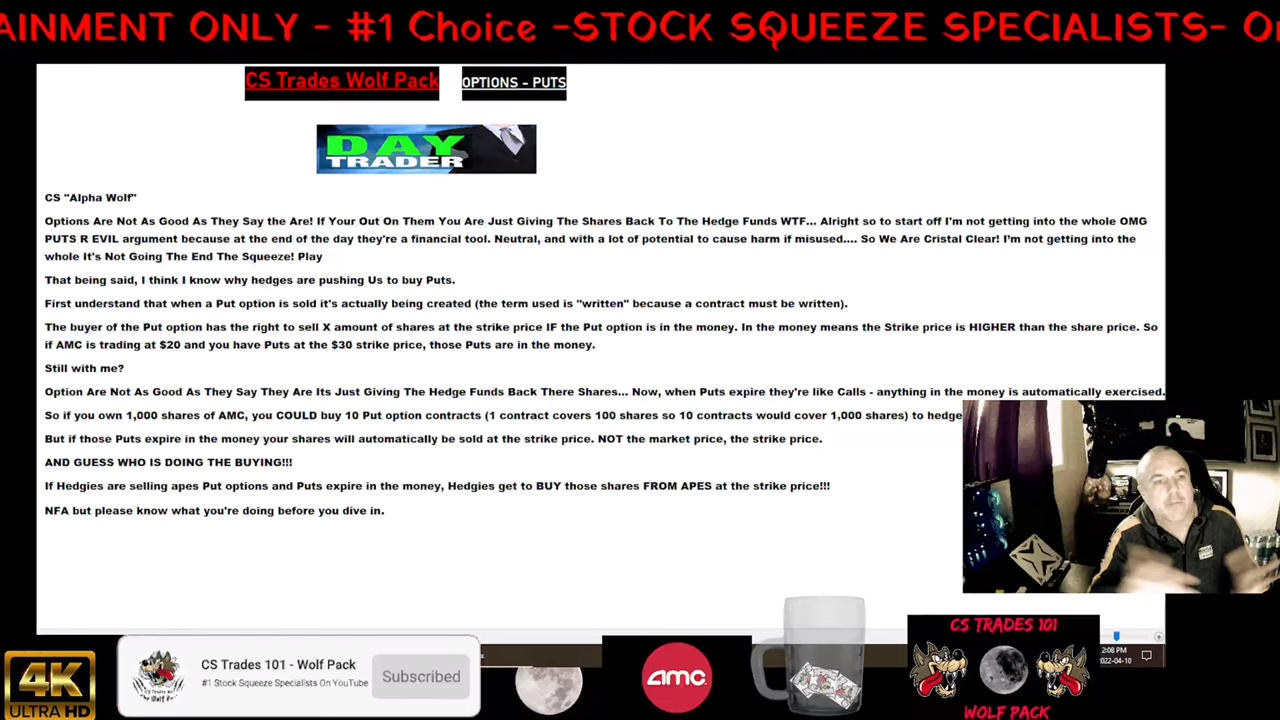 AINMENT ONLY - #1 Choice -STOCK SQUEEZE SPECIALISTS- O
CS Trades Wolf Pack
OPTIONS - PUTS
DAY
TRADER
CS "Alpha Wolf"
Options Are Not As Good As They Say the Are! If Your Out On Them You Are Just Giving The Shares Back To The Hedge Funds WTF... Alright so to start off I'm not getting into the whole OMG
PUTS R EVIL argument because at the end of the day they're a financial tool. Neutral, and with a lot of potential to cause harm if misused.... So We Are Cristal Clear! I'm not getting into the
whole It's Not Going The End The Squeeze! Play
That being said, I think I know why hedges are pushing Us to buy Puts.
First understand that when a Put option is sold it's actually being created (the term used is "written" because a contract must be written).
The buyer of the Put option has the right to sell X amount of shares at the strike price IF the Put option is in the money. In the money means the Strike price is HIGHER than the share price. So
if AMC is trading at $20 and you have Puts at the $30 strike price, those Puts are in the money.
Still with me?
Option Are Not As Good As They Say They Are Its Just Giving The Hedge Funds Back There Shares... Now, when Puts expire they're like Calls - anything in the money is automatically exercised.
So if you own 1,000 shares of AMC, you COULD buy 10 Put option contracts (1 contract covers 100 shares so 10 contracts would cover 1,000 shares) to hedge
But if those Puts expire in the money your shares will automatically be sold at the strike price. NOT the market price, the strike price.
AND GUESS WHO IS DOING THE BUYING!!!
If Hedgies are selling apes Put options and Puts expire in the money, Hedgies get to BUY those shares FROM APES at the strike price!!!
NFA but please know what you're doing before you dive in.
CS TRADES 101
WOLF PACK
2:08 PM
2022-04-10
4K
ULTRA HD
CS Trades 101 - Wolf Pack
#1 Stock Squeeze Specialists On YouTube
Subscribed
amc